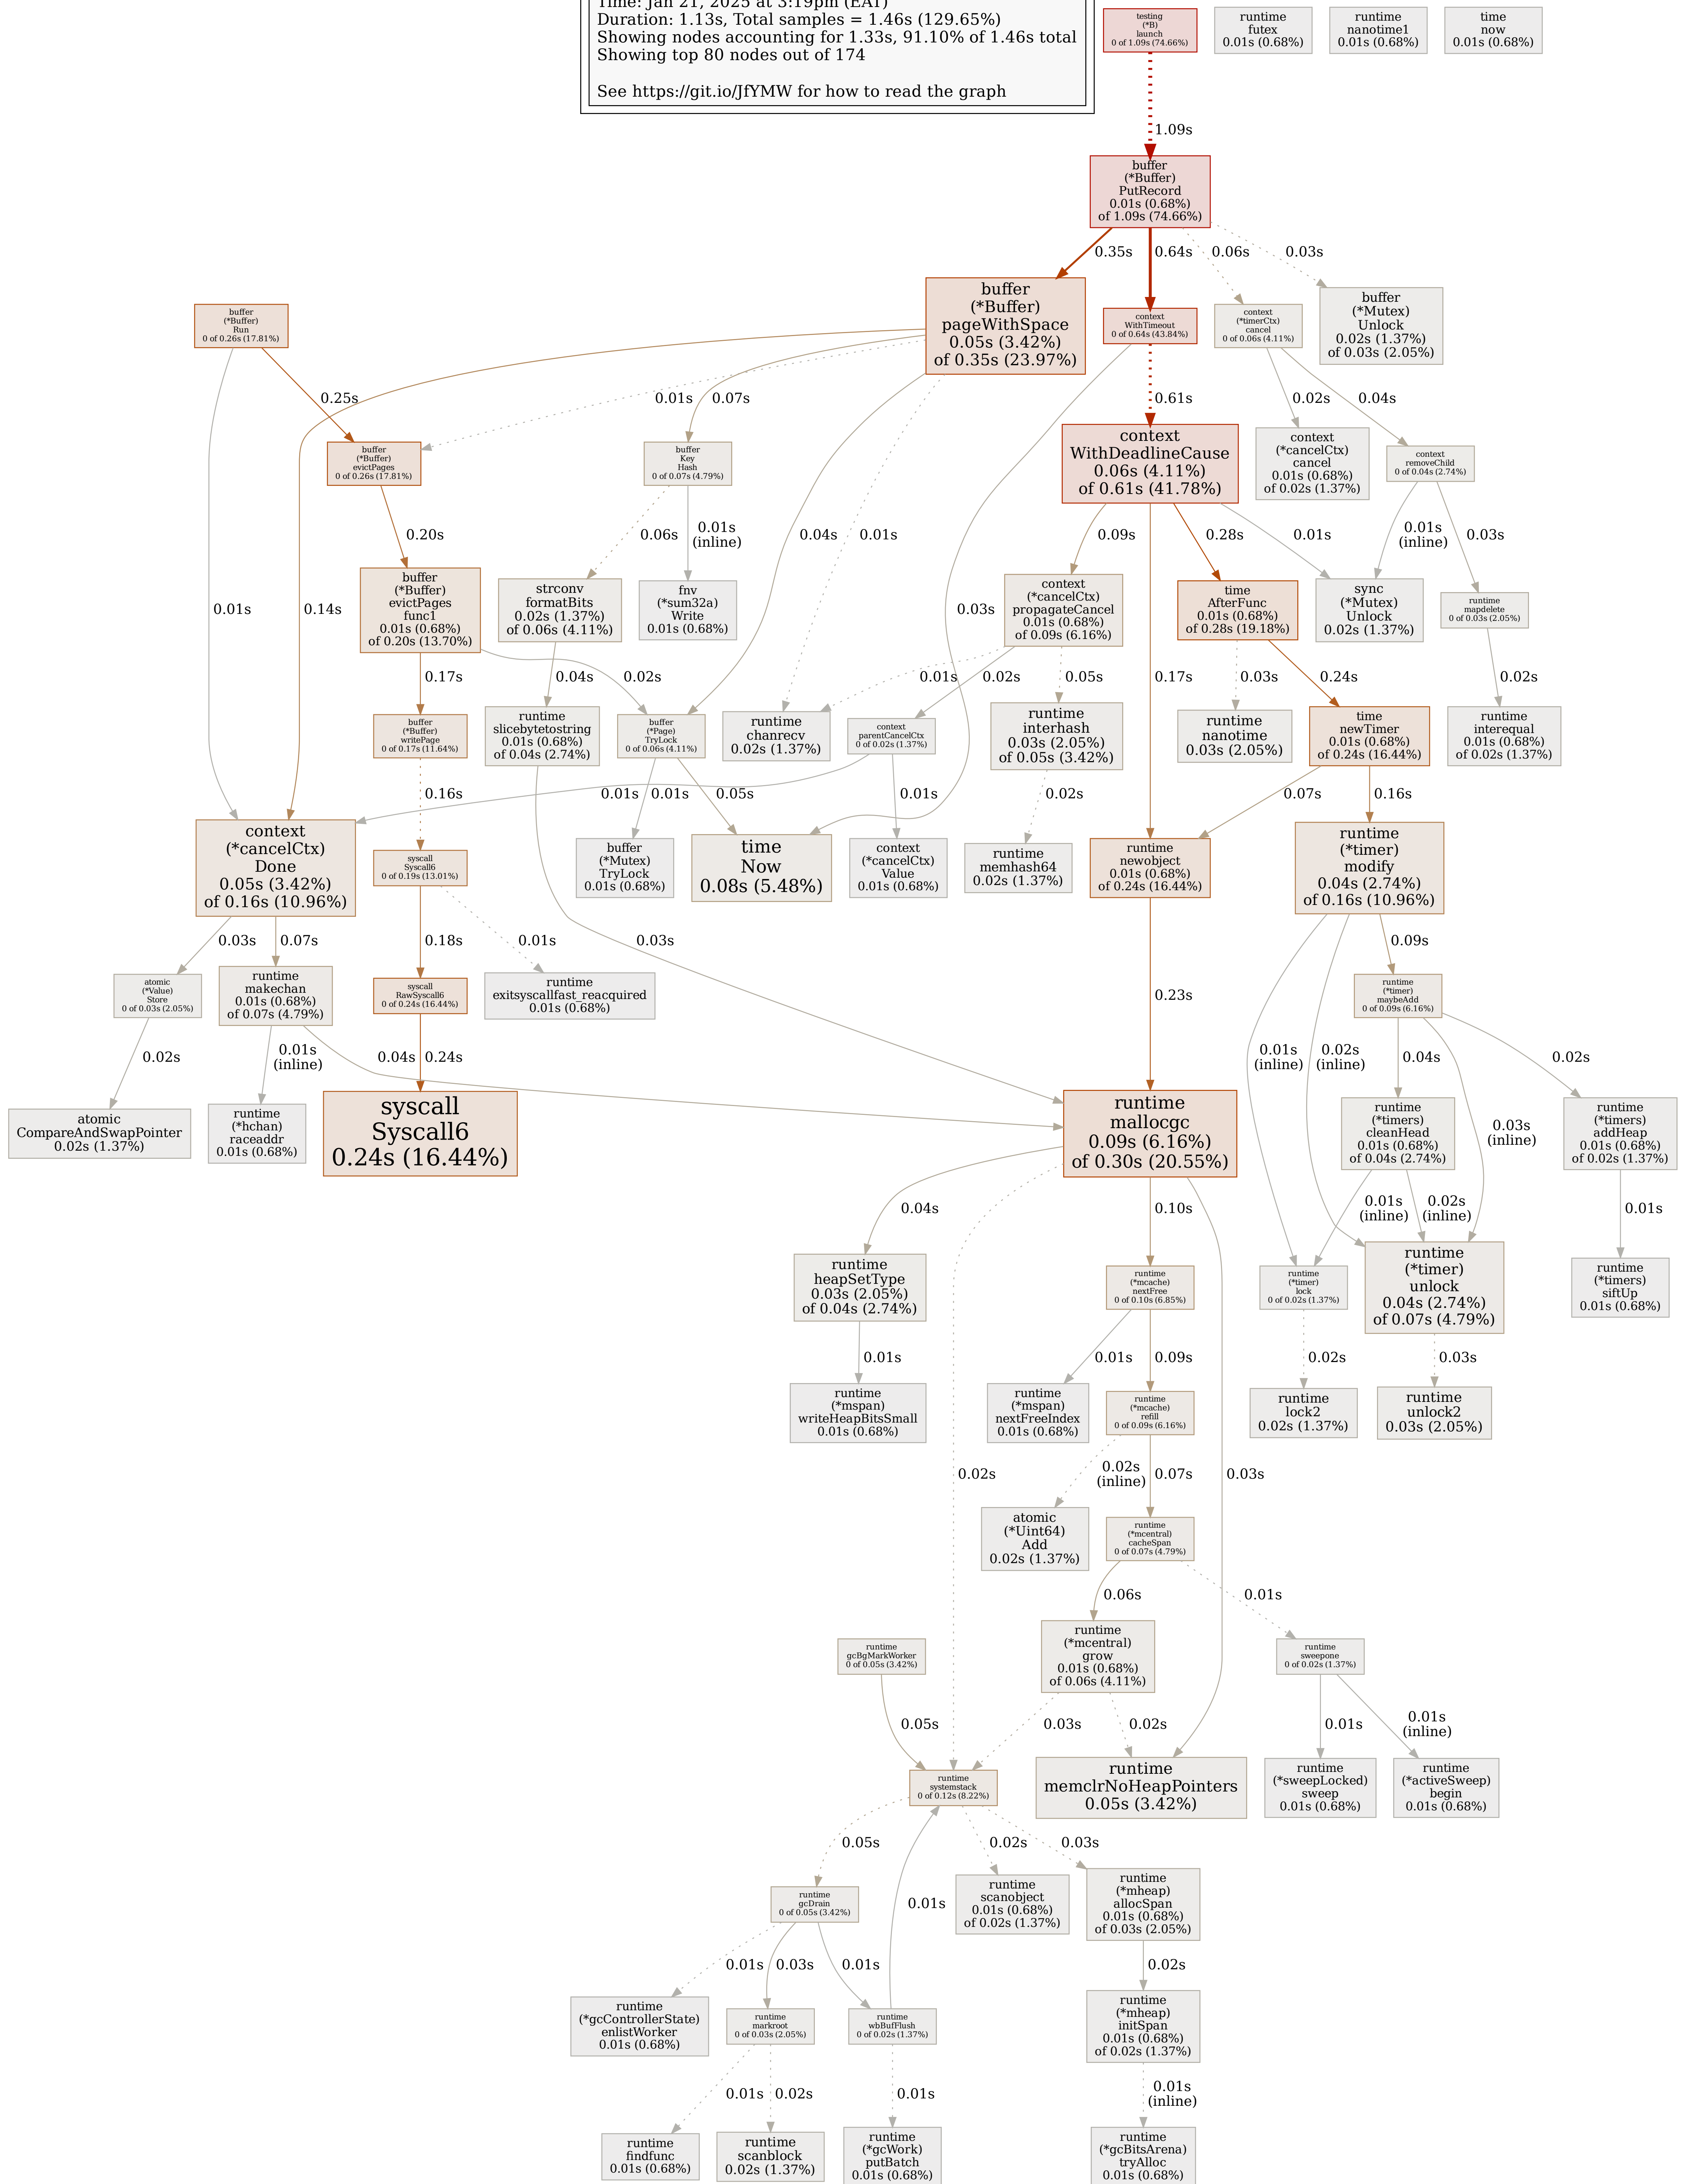 Time: Jan 21, 2025 at 3:19pm (EAT)
Duration: 1.13s, Total samples = 1.46s (129.65%)
Showing nodes accounting for 1.33s, 91.10% of 1.46s total
Showing top 80 nodes out of 174
See https://git.io/JfYMW for how to read the graph
testing
(*B)
launch
0 of 1.09s (74.66%)
runtime
futex
0.01s (0.68%)
runtime
nanotime1
0.01s (0.68%)
time
now
0.01s (0.68%)
1.09s
buffer
(*Buffer)
PutRecord
0.01s (0.68%)
of 1.09s (74.66%)
0.35s
0.64s
0.06s
0.03s
buffer
(*Buffer)
Run
0 of 0.26s (17.81%)
buffer
(*Buffer)
pageWithSpace
0.05s (3.42%)
of 0.35s (23.97%)
context
WithTimeout
0 of 0.64s (43.84%)
context
(*timerCtx)
cancel
0 of 0.06s (4.11%)
buffer
(*Mutex)
Unlock
0.02s (1.37%)
of 0.03s (2.05%)
0.25s
0.01s
0.07s
0.61s
0.02s
0.04s
buffer
(*Buffer)
evictPages
0 of 0.26s (17.81%)
buffer
Key
Hash
0 of 0.07s (4.79%)
context
WithDeadlineCause
0.06s (4.11%)
of 0.61s (41.78%)
context
(*cancelCtx)
cancel
0.01s (0.68%)
of 0.02s (1.37%)
context
removeChild
0 of 0.04s (2.74%)
0.20s
0.06s
0.01s
(inline)
0.04s
0.01s
0.09s
0.28s
0.01s
0.01s
(inline)
0.03s
0.01s
0.14s
buffer
(*Buffer)
evictPages
func1
0.01s (0.68%)
of 0.20s (13.70%)
strconv
formatBits
0.02s (1.37%)
of 0.06s (4.11%)
fnv
(*sum32a)
Write
0.01s (0.68%)
0.03s
context
(*cancelCtx)
propagateCancel
0.01s (0.68%)
of 0.09s (6.16%)
time
AfterFunc
0.01s (0.68%)
of 0.28s (19.18%)
sync
(*Mutex)
Unlock
0.02s (1.37%)
runtime
mapdelete
0 of 0.03s (2.05%)
0.17s
0.04s
0.02s
0.01s
0.02s
0.05s
0.17s
0.03s
0.24s
0.02s
buffer
(*Buffer)
writePage
0 of 0.17s (11.64%)
runtime
slicebytetostring
0.01s (0.68%)
of 0.04s (2.74%)
buffer
(*Page)
TryLock
0 of 0.06s (4.11%)
runtime
chanrecv
0.02s (1.37%)
context
parentCancelCtx
0 of 0.02s (1.37%)
runtime
interhash
0.03s (2.05%)
of 0.05s (3.42%)
runtime
nanotime
0.03s (2.05%)
time
newTimer
0.01s (0.68%)
of 0.24s (16.44%)
runtime
interequal
0.01s (0.68%)
of 0.02s (1.37%)
0.16s
0.01s
0.01s
0.05s
0.01s
0.02s
0.07s
0.16s
context
(*cancelCtx)
Done
0.05s (3.42%)
of 0.16s (10.96%)
syscall
Syscall6
0 of 0.19s (13.01%)
buffer
(*Mutex)
TryLock
0.01s (0.68%)
time
Now
0.08s (5.48%)
context
(*cancelCtx)
Value
0.01s (0.68%)
runtime
memhash64
0.02s (1.37%)
runtime
newobject
0.01s (0.68%)
of 0.24s (16.44%)
runtime
(*timer)
modify
0.04s (2.74%)
of 0.16s (10.96%)
0.03s
0.07s
0.18s
0.01s
0.03s
0.09s
atomic
(*Value)
Store
0 of 0.03s (2.05%)
runtime
makechan
0.01s (0.68%)
of 0.07s (4.79%)
syscall
RawSyscall6
0 of 0.24s (16.44%)
runtime
exitsyscallfast_reacquired
0.01s (0.68%)
0.23s
runtime
(*timer)
maybeAdd
0 of 0.09s (6.16%)
0.02s
0.01s
(inline)
0.04s
0.24s
0.01s
(inline)
0.02s
(inline)
0.04s
0.02s
atomic
CompareAndSwapPointer
0.02s (1.37%)
runtime
(*hchan)
raceaddr
0.01s (0.68%)
syscall
Syscall6
0.24s (16.44%)
runtime
mallocgc
0.09s (6.16%)
of 0.30s (20.55%)
runtime
(*timers)
cleanHead
0.01s (0.68%)
of 0.04s (2.74%)
0.03s
(inline)
runtime
(*timers)
addHeap
0.01s (0.68%)
of 0.02s (1.37%)
0.04s
0.10s
0.01s
(inline)
0.02s
(inline)
0.01s
runtime
heapSetType
0.03s (2.05%)
of 0.04s (2.74%)
runtime
(*mcache)
nextFree
0 of 0.10s (6.85%)
runtime
(*timer)
lock
0 of 0.02s (1.37%)
runtime
(*timer)
unlock
0.04s (2.74%)
of 0.07s (4.79%)
runtime
(*timers)
siftUp
0.01s (0.68%)
0.01s
0.01s
0.09s
0.02s
0.03s
runtime
(*mspan)
writeHeapBitsSmall
0.01s (0.68%)
runtime
(*mspan)
nextFreeIndex
0.01s (0.68%)
runtime
(*mcache)
refill
0 of 0.09s (6.16%)
runtime
lock2
0.02s (1.37%)
runtime
unlock2
0.03s (2.05%)
0.02s
0.02s
(inline)
0.07s
0.03s
atomic
(*Uint64)
Add
0.02s (1.37%)
runtime
(*mcentral)
cacheSpan
0 of 0.07s (4.79%)
0.06s
0.01s
runtime
gcBgMarkWorker
0 of 0.05s (3.42%)
runtime
(*mcentral)
grow
0.01s (0.68%)
of 0.06s (4.11%)
runtime
sweepone
0 of 0.02s (1.37%)
0.05s
0.03s
0.02s
0.01s
0.01s
(inline)
runtime
systemstack
0 of 0.12s (8.22%)
runtime
memclrNoHeapPointers
0.05s (3.42%)
runtime
(*sweepLocked)
sweep
0.01s (0.68%)
runtime
(*activeSweep)
begin
0.01s (0.68%)
0.05s
0.02s
0.03s
runtime
gcDrain
0 of 0.05s (3.42%)
0.01s
runtime
scanobject
0.01s (0.68%)
of 0.02s (1.37%)
runtime
(*mheap)
allocSpan
0.01s (0.68%)
of 0.03s (2.05%)
0.01s
0.03s
0.01s
0.02s
runtime
(*gcControllerState)
enlistWorker
0.01s (0.68%)
runtime
markroot
0 of 0.03s (2.05%)
runtime
wbBufFlush
0 of 0.02s (1.37%)
runtime
(*mheap)
initSpan
0.01s (0.68%)
of 0.02s (1.37%)
0.01s
0.02s
0.01s
0.01s
(inline)
runtime
findfunc
0.01s (0.68%)
runtime
scanblock
0.02s (1.37%)
runtime
(*gcWork)
putBatch
0.01s (0.68%)
runtime
(*gcBitsArena)
tryAlloc
0.01s (0.68%)